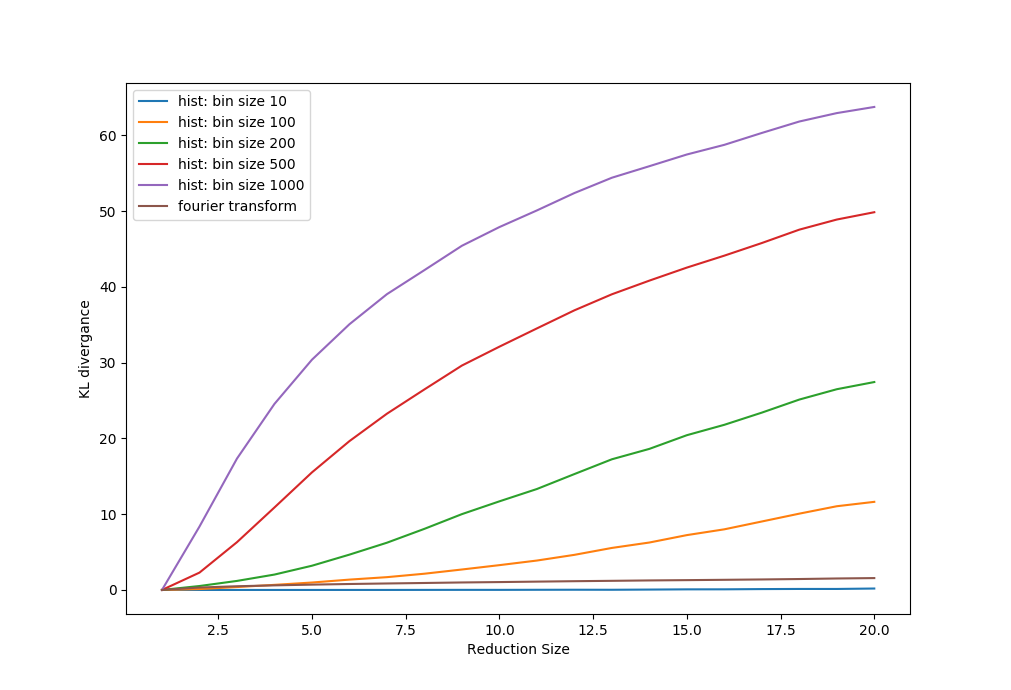 hist: bin size 10
hist: bin size 100
hist: bin size 200
hist: bin size 500
hist: bin size 1000
fourier transform
KL divergance
60
50
40
30
20
10
0
2.5 5.0 7.5 10.0 12.5 15.0 17.5 20.0
Reduction Size